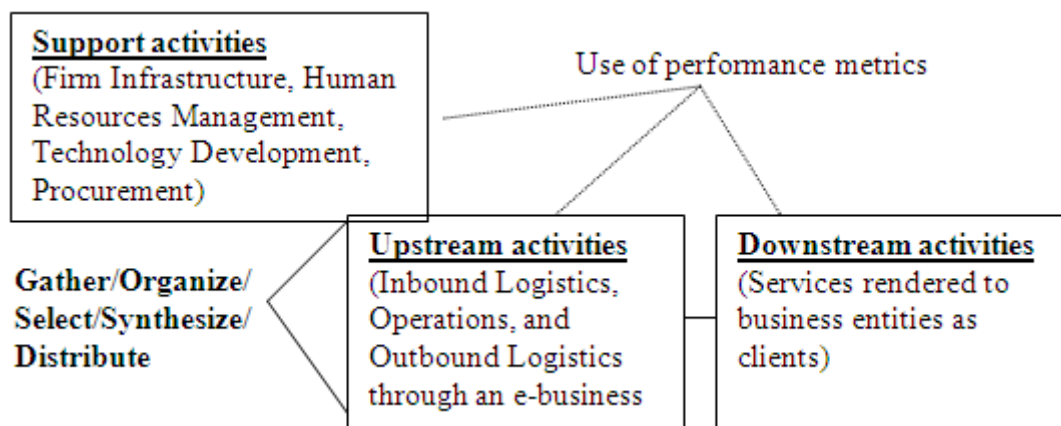 Support activities
(Firm Infrastructure, Human
Resources Management,
Technology Development,
Procurement)
Use of performance metrics
Gather/Organize/
Select/Synthesize/
Distribute
Upstream activities
(Inbound Logistics,
Operations, and
Outbound Logistics
through an e-business
Downstream activities
(Services rendered to
business entities as
clients)